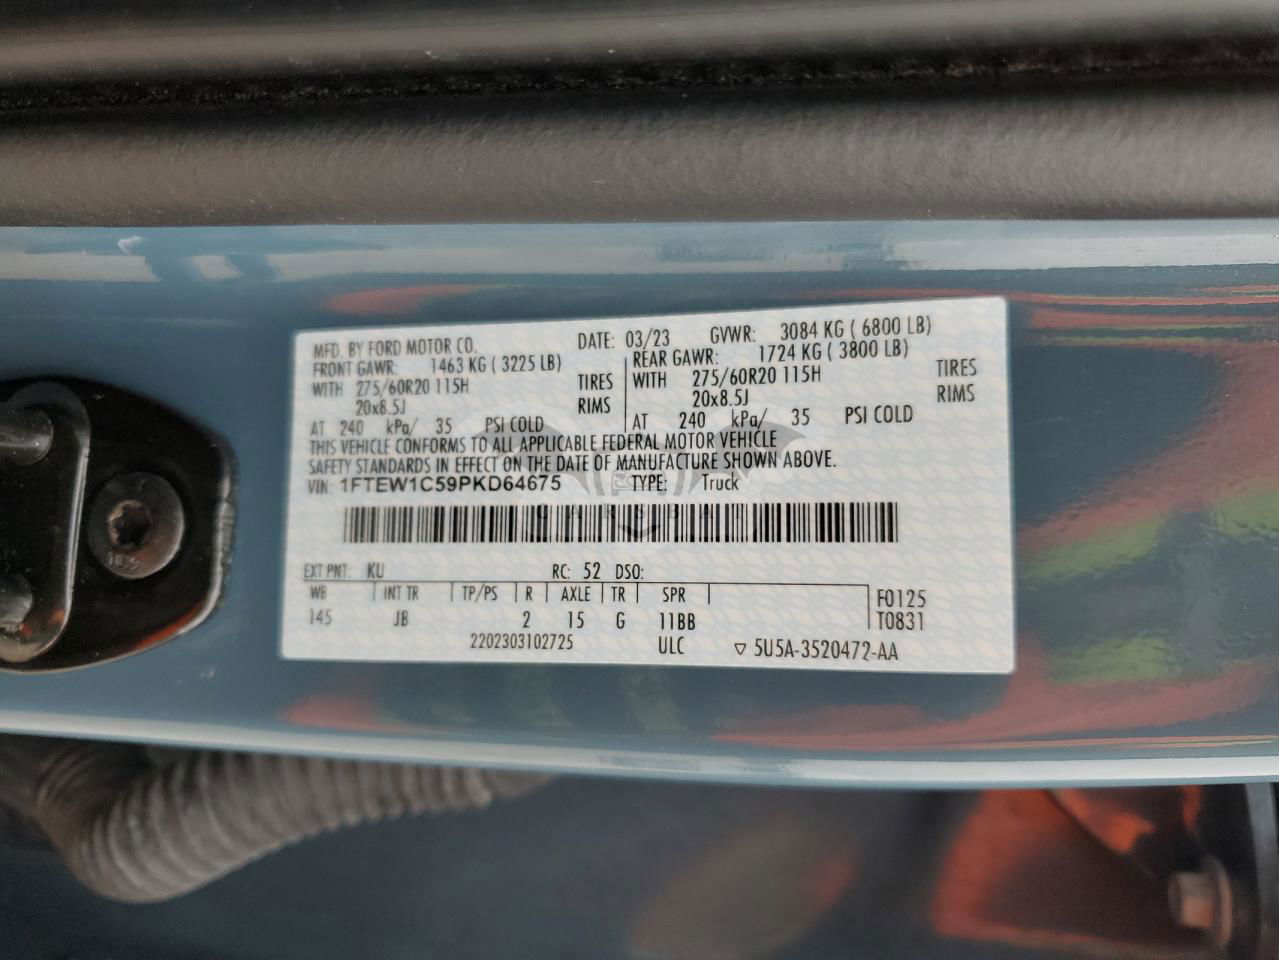 MFD. BY FORD MOTOR CO. DATE: 03/23 GVWR: 3084 KG ( 6800 LB)
FRONT GAWR: 1463 KG ( 3225 LB) REAR GAWR: 1724 KG ( 3800 LB)
WITH 275/60R20 115H TIRES WITH 275/60R20 115H TIRES
20x8.5J RIMS 20x8.5J RIMS
AT 240 kPa/ 35 PSI COLD AT 240 kPa/ 35 PSI COLD
THIS VEHICLE CONFORMS TO ALL APPLICABLE FEDERAL MOTOR VEHICLE
SAFETY STANDARDS IN EFFECT ON THE DATE OF MANUFACTURE SHOWN ABOVE.
VIN: 1FTEW1C59PKD64675 TYPE: Truck
EXT PNT: KU RC: 52 DSO:
WB INT TR TP/PS R AXLE TR SPR F0125
145 JB 2 15 G 11BB T0831
2202303102725 ULC ▽ 5U5A-3520472-AA